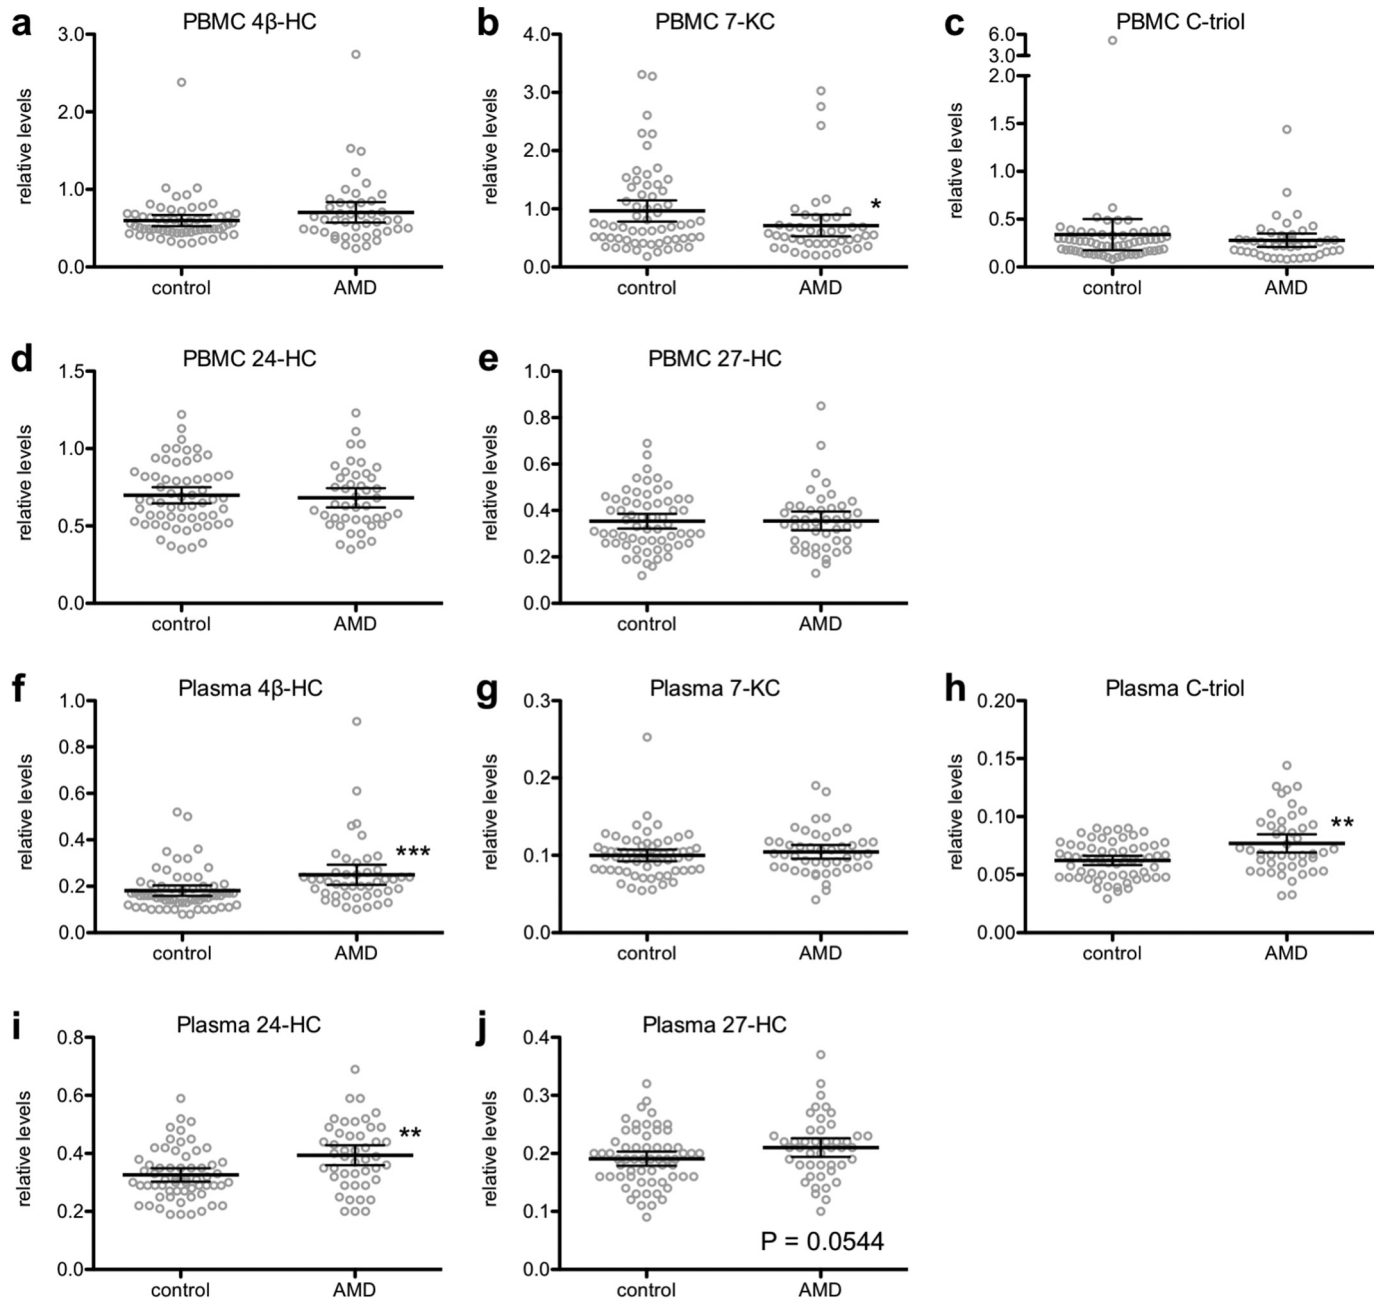 a
PBMC 4β-HC
3.0
2.0
1.0
0.0
relative levels
control
AMD
b
PBMC 7-KC
4.0
3.0
2.0
1.0
0.0
relative levels
*
control
AMD
c
PBMC C-triol
6.0
3.0
2.0
1.5
1.0
0.5
0.0
relative levels
control
AMD
d
PBMC 24-HC
1.5
1.0
0.5
0.0
relative levels
control
AMD
e
PBMC 27-HC
1.0
0.8
0.6
0.4
0.2
0.0
relative levels
control
AMD
f
Plasma 4β-HC
1.0
0.8
0.6
0.4
0.2
0.0
relative levels
***
control
AMD
g
Plasma 7-KC
0.3
0.2
0.1
0.0
relative levels
control
AMD
h
Plasma C-triol
0.20
0.15
0.10
0.05
0.00
relative levels
**
control
AMD
i
Plasma 24-HC
0.8
0.6
0.4
0.2
0.0
relative levels
**
control
AMD
j
Plasma 27-HC
0.4
0.3
0.2
0.1
0.0
relative levels
P = 0.0544
control
AMD